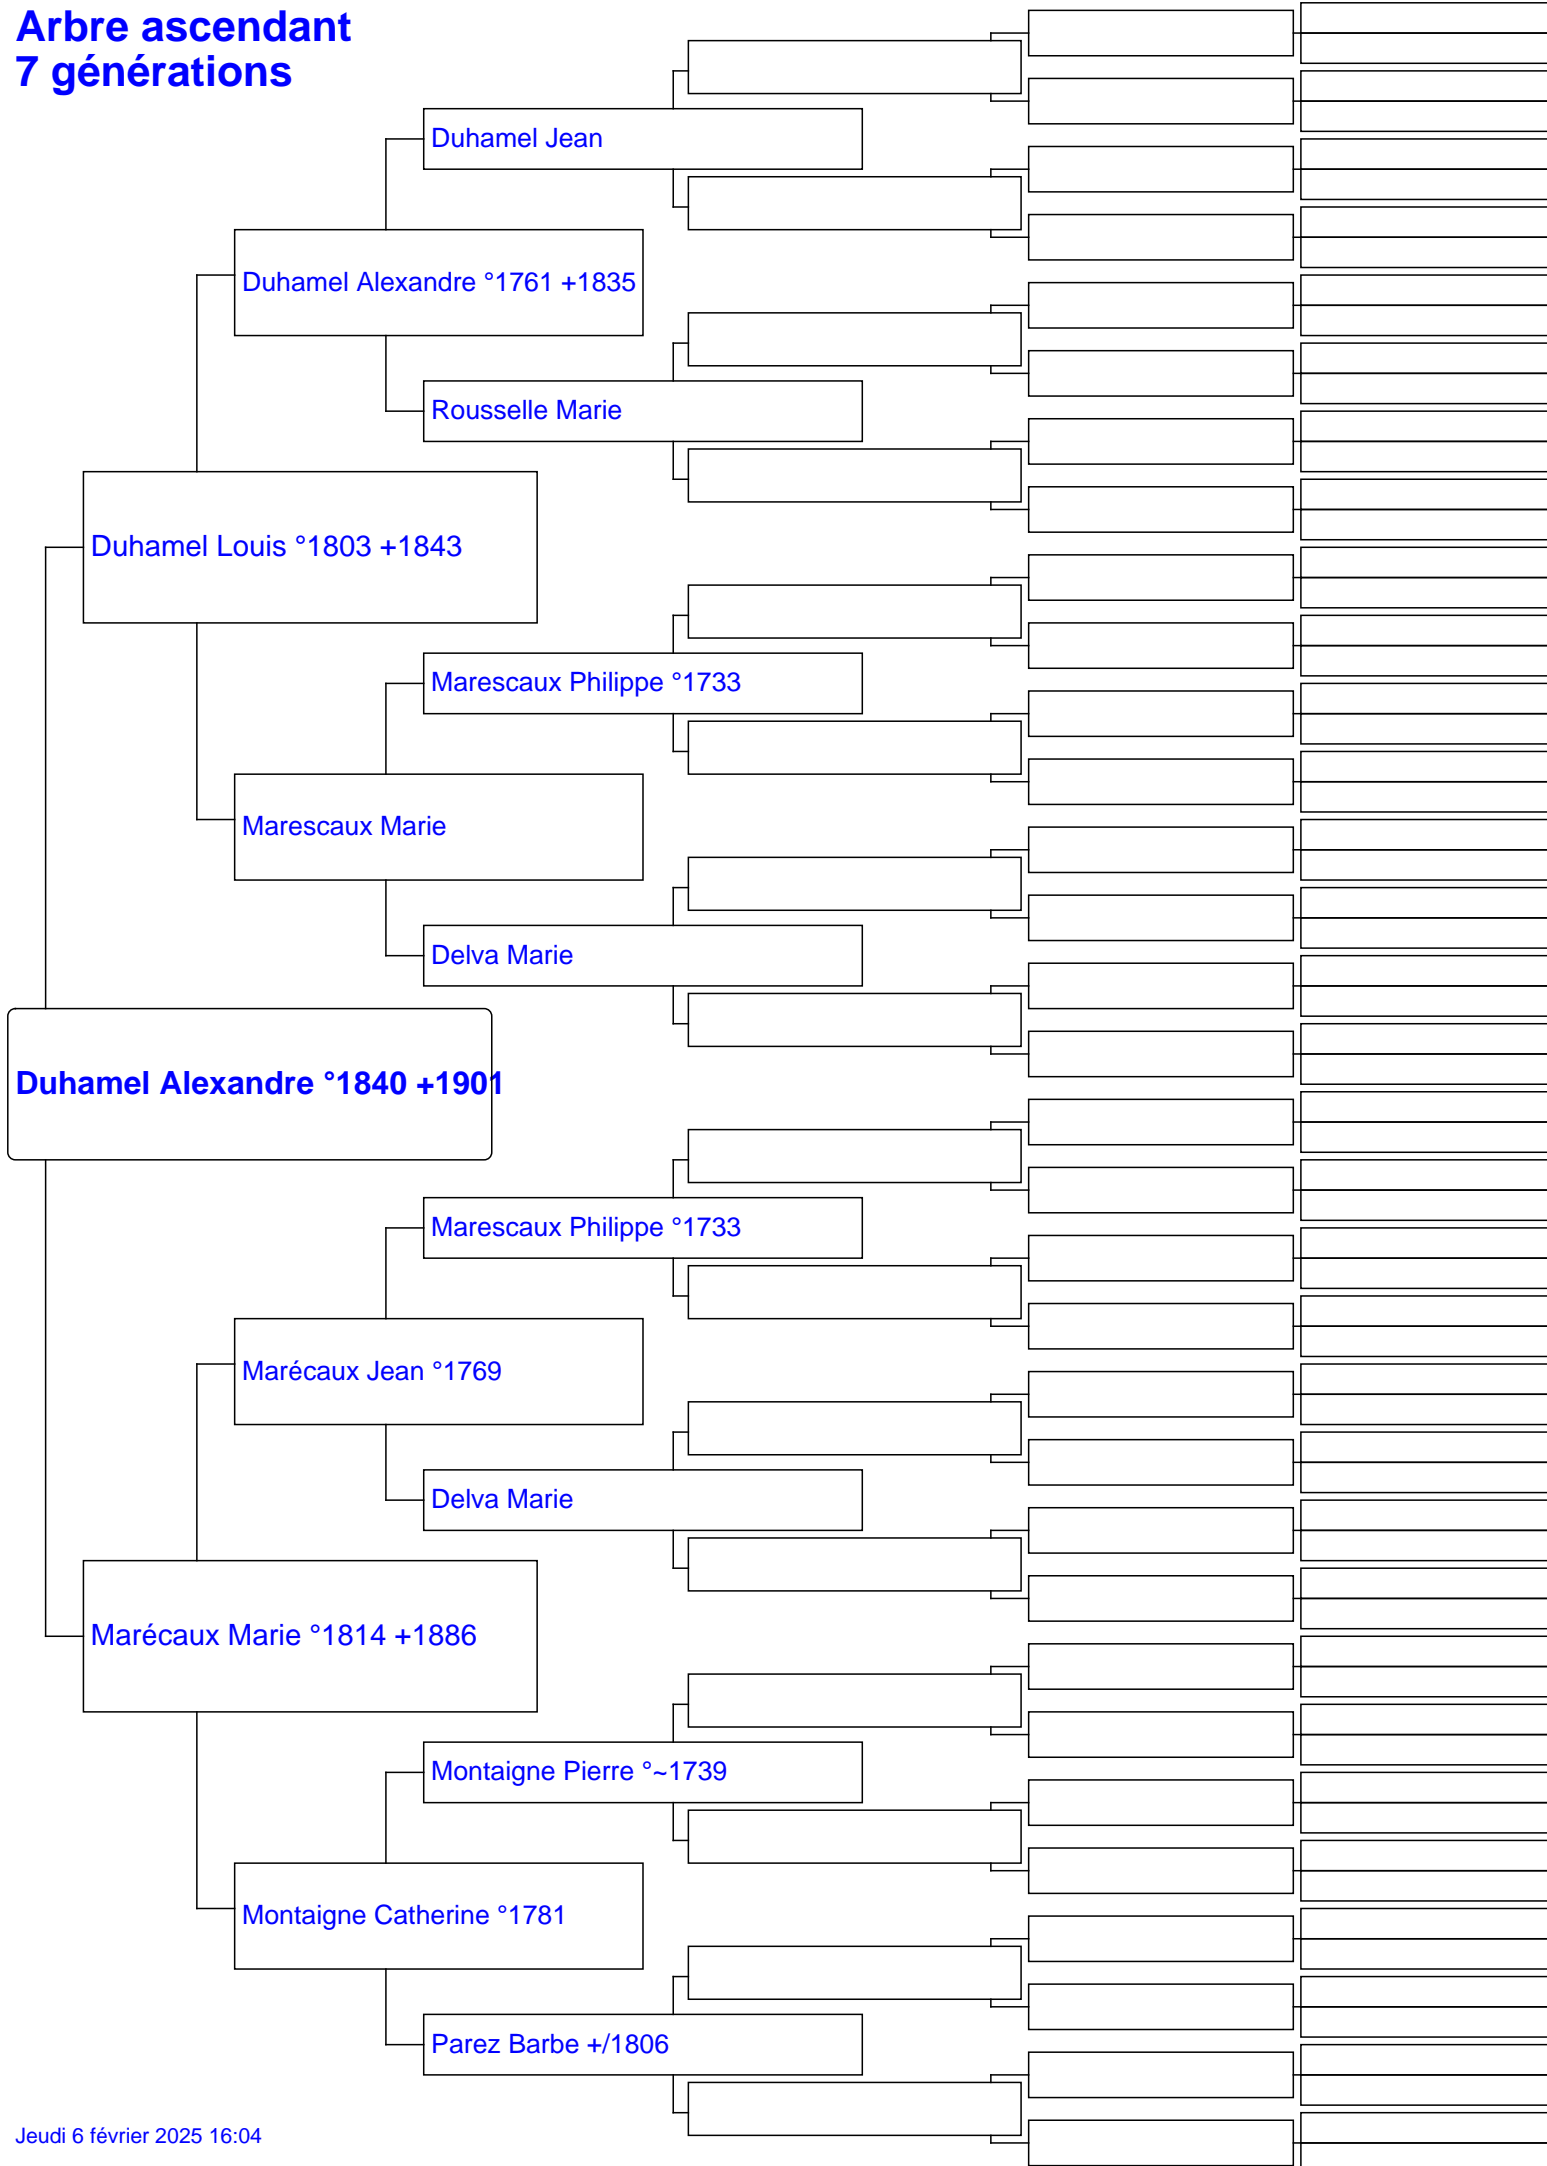 Arbre ascendant
7 générations
Duhamel Jean
Duhamel Alexandre °1761 +1835
Rousselle Marie
Duhamel Louis °1803 +1843
Marescaux Philippe °1733
Marescaux Marie
Delva Marie
Duhamel Alexandre °1840 +1901
Marescaux Philippe °1733
Marécaux Jean °1769
Delva Marie
Marécaux Marie °1814 +1886
Montaigne Pierre °~1739
Montaigne Catherine °1781
Parez Barbe +/1806
Jeudi 6 février 2025 16:04